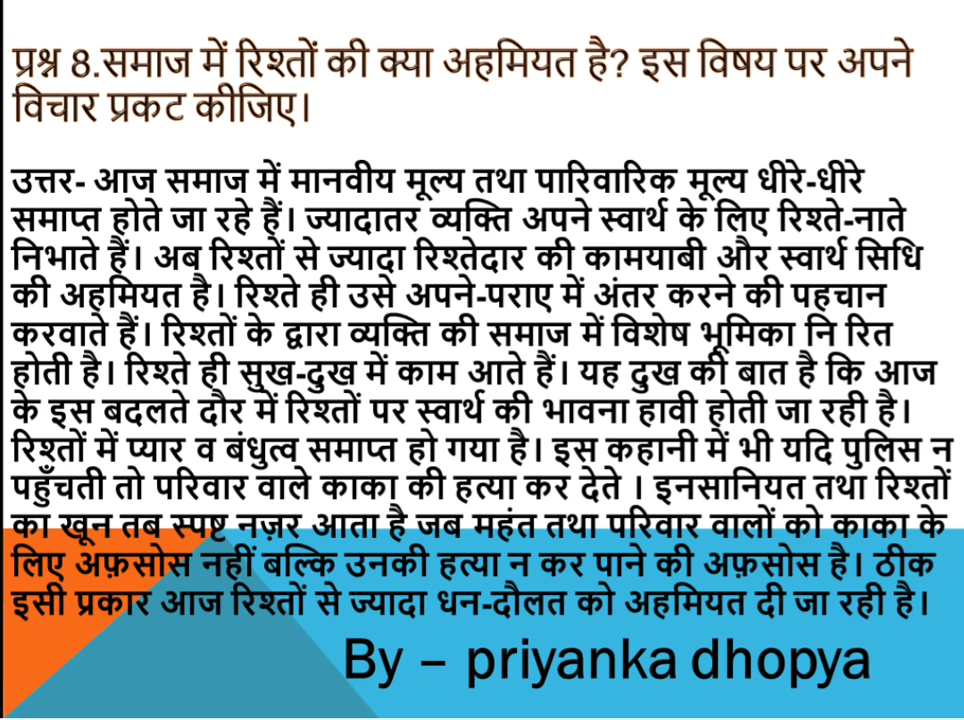 प्रश्न 8.समाज में रिश्तों की क्या अहमियत है? इस विषय पर अपने
विचार प्रकट कीजिए।
उत्तर- आज समाज में मानवीय मूल्य तथा पारिवारिक मूल्य धीरे-धीरे
समाप्त होते जा रहे हैं। ज्यादातर व्यक्ति अपने स्वार्थ के लिए रिश्ते-नाते
निभाते हैं। अब रिश्तों से ज्यादा रिश्तेदार की कामयाबी और स्वार्थ सिधि
की अहमियत है। रिश्ते ही उसे अपने-पराए में अंतर करने की पहचान
करवाते हैं। रिश्तों के द्वारा व्यक्ति की समाज में विशेष भूमिका नि रित
होती है। रिश्ते ही सुख-दुख में काम आते हैं। यह दुख की बात है कि आज
के इस बदलते दौर में रिश्तों पर स्वार्थ की भावना हावी होती जा रही है।
रिश्तों में प्यार व बंधुत्व समाप्त हो गया है। इस कहानी में भी यदि पुलिस न
पहुँचती तो परिवार वाले काका की हत्या कर देते । इनसानियत तथा रिश्तों
का खून तब स्पष्ट नज़र आता है जब महंत तथा परिवार वालों को काका के
लिए अफ़सोस नहीं बल्कि उनकी हत्या न कर पाने की अफ़सोस है। ठीक
इसी प्रकार आज रिश्तों से ज्यादा धन-दौलत को अहमियत दी जा रही है।
By – priyanka dhopya